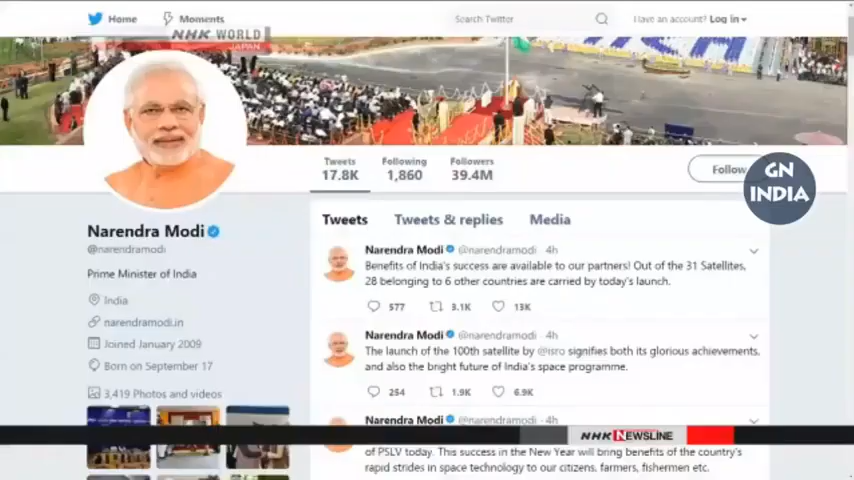 Home
Moments
Search Twitter
Have an account? Log in
NHK WORLD
JAPAN
Tweets
17.8K
Following
1,860
Followers
39.4M
Follow
GN
INDIA
Narendra Modi
@narendramodi
Prime Minister of India
India
narendramodi.in
Joined January 2009
Born on September 17
3,419 Photos and videos
Tweets Tweets & replies Media
Narendra Modi @narendramodi · 4h
Benefits of India's success are available to our partners! Out of the 31 Satellites,
28 belonging to 6 other countries are carried by today's launch.
577 3.1K 13K
Narendra Modi @narendramodi · 4h
The launch of the 100th satellite by @isro signifies both its glorious achievements,
and also the bright future of India's space programme.
254 1.9K 6.9K
Narendra Modi @narendramodi · 4h
of PSLV today. This success in the New Year will bring benefits of the country's
rapid strides in space technology to our citizens, farmers, fishermen etc.
NHK NEWSLINE